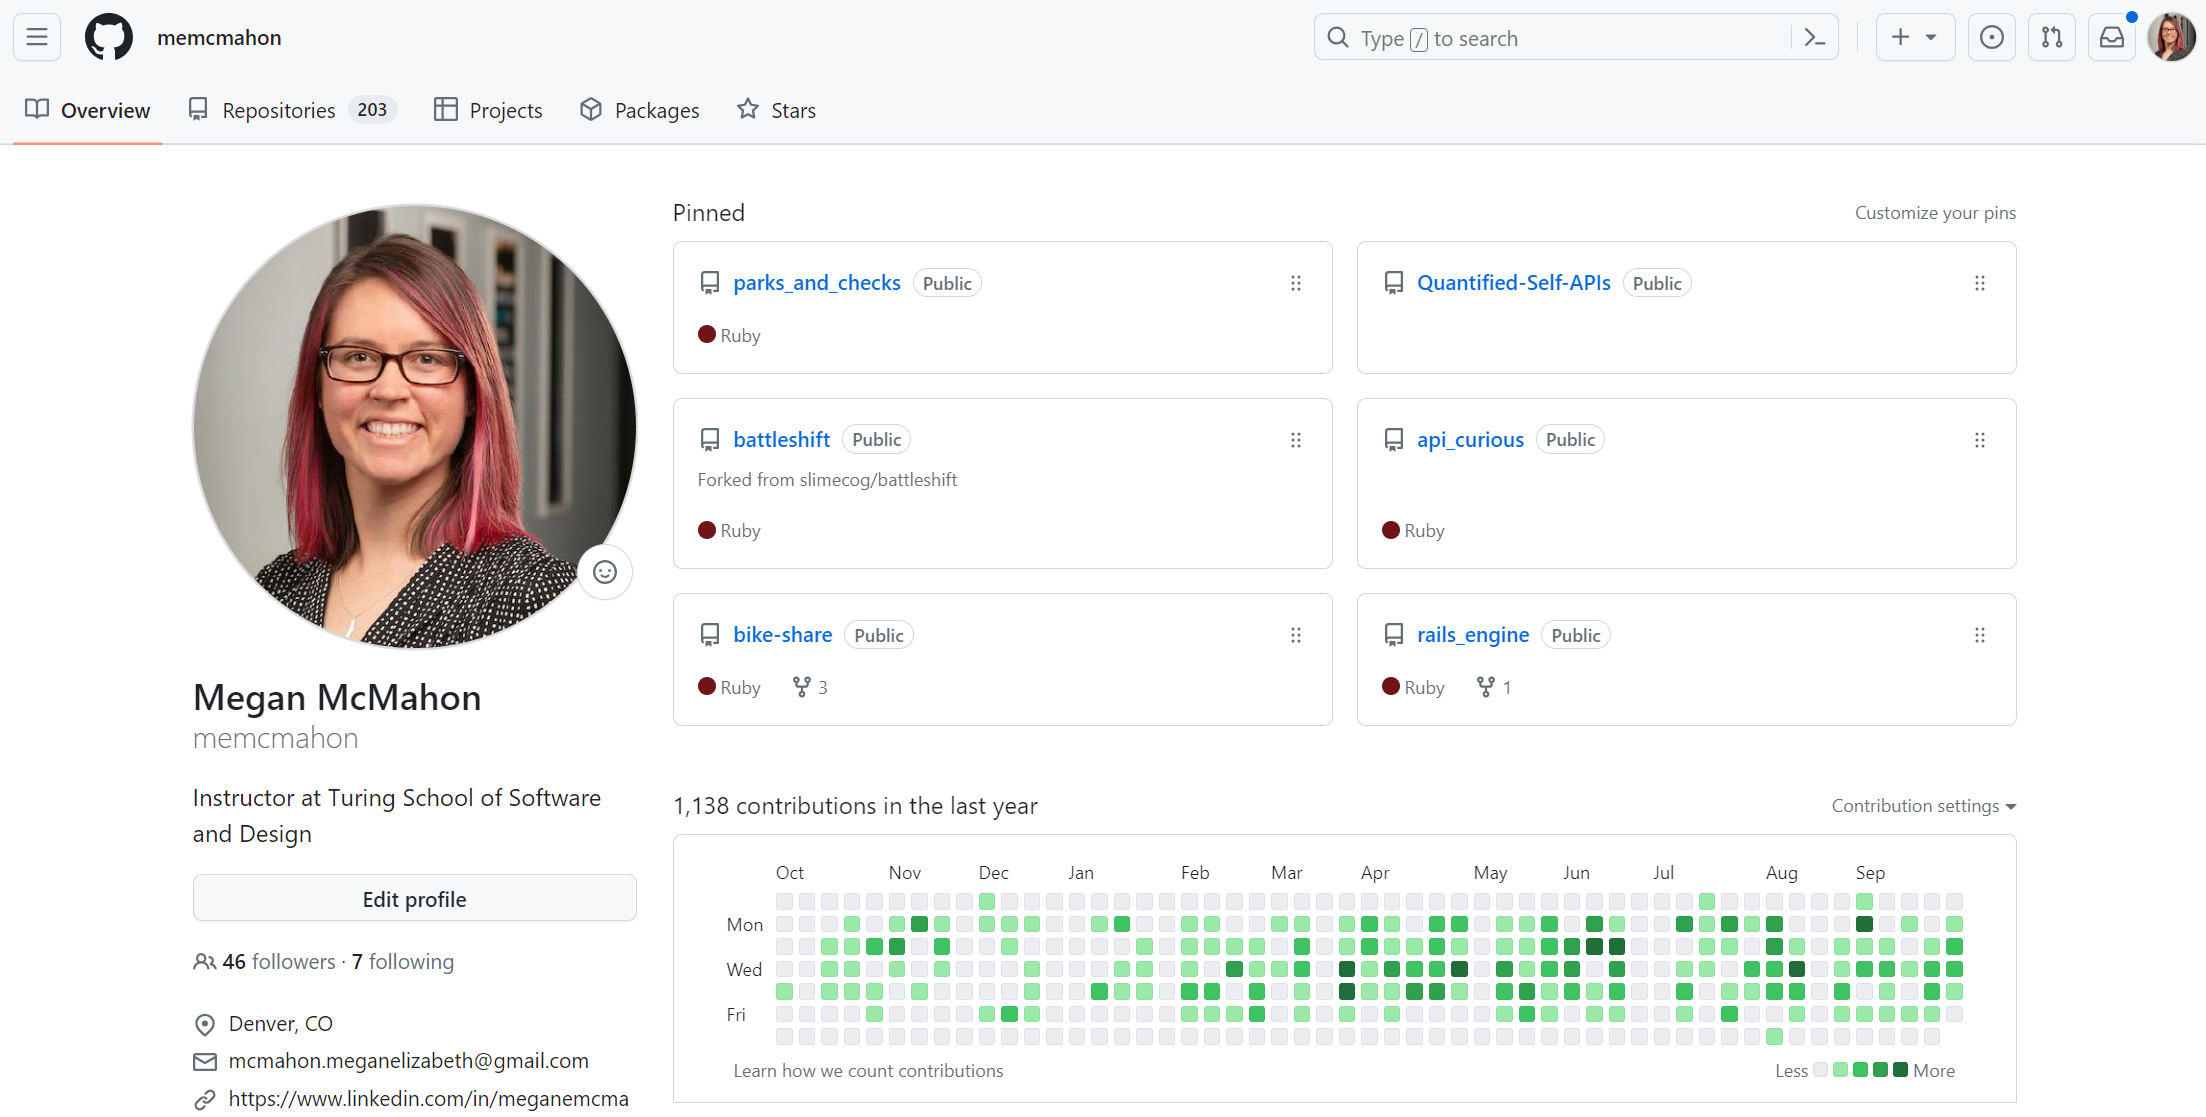 memcmahon
Type / to search
Overview
Repositories 203
Projects
Packages
Stars
Pinned
Customize your pins
parks_and_checks Public
Ruby
Quantified-Self-APIs Public
battleshift Public
Forked from slimecog/battleshift
Ruby
api_curious Public
Ruby
bike-share Public
Ruby 3
rails_engine Public
Ruby 1
Megan McMahon
memcmahon
Instructor at Turing School of Software
and Design
Edit profile
46 followers · 7 following
Denver, CO
mcmahon.meganelizabeth@gmail.com
https://www.linkedin.com/in/meganemcma
1,138 contributions in the last year
Contribution settings
Oct Nov Dec Jan Feb Mar Apr May Jun Jul Aug Sep
Mon
Wed
Fri
Learn how we count contributions
Less More